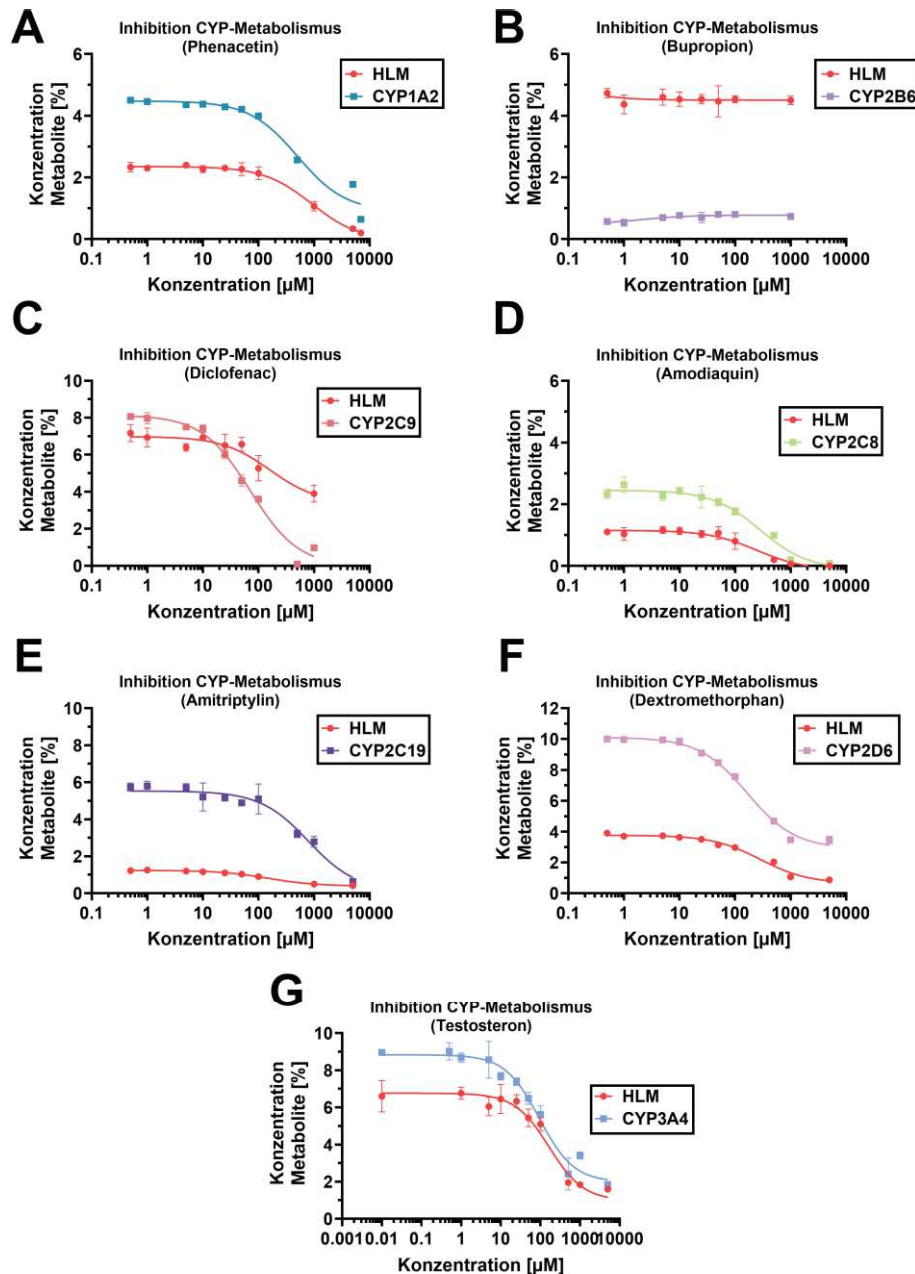 A
Inhibition CYP-Metabolismus
(Phenacetin)
HLM
CYP1A2
Konzentration
Metabolite [%]
6
4
2
0
0.1 1 10 100 1000 10000
Konzentration [µM]
B
Inhibition CYP-Metabolismus
(Bupropion)
HLM
CYP2B6
Konzentration
Metabolite [%]
6
4
2
0
0.1 1 10 100 1000 10000
Konzentration [µM]
C
Inhibition CYP-Metabolismus
(Diclofenac)
HLM
CYP2C9
Konzentration
Metabolite [%]
10
8
6
4
2
0
0.1 1 10 100 1000 10000
Konzentration [µM]
D
Inhibition CYP-Metabolismus
(Amodiaquin)
HLM
CYP2C8
Konzentration
Metabolite [%]
6
4
2
0
0.1 1 10 100 1000 10000
Konzentration [µM]
E
Inhibition CYP-Metabolismus
(Amitriptylin)
HLM
CYP2C19
Konzentration
Metabolite [%]
10
8
6
4
2
0
0.1 1 10 100 1000 10000
Konzentration [µM]
F
Inhibition CYP-Metabolismus
(Dextromethorphan)
HLM
CYP2D6
Konzentration
Metabolite [%]
12
10
8
6
4
2
0
0.1 1 10 100 1000 10000
Konzentration [µM]
G
Inhibition CYP-Metabolismus
(Testosteron)
HLM
CYP3A4
Konzentration
Metabolite [%]
10
8
6
4
2
0
0.001 0.01 0.1 1 10 100 1000 10000
Konzentration [µM]